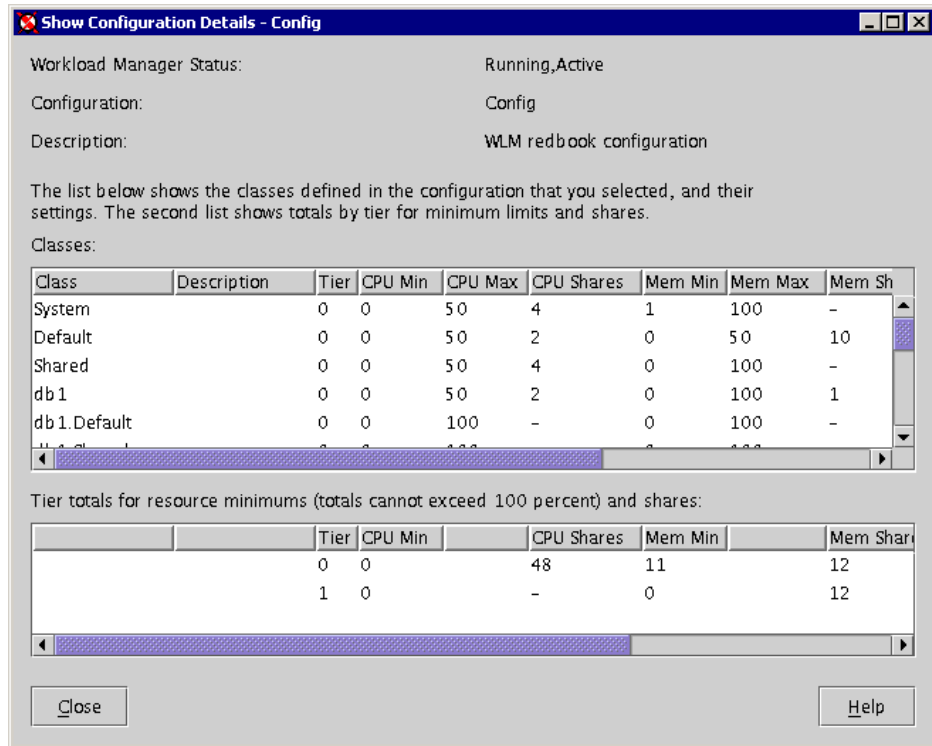 Show Configuration Details - Config
Workload Manager Status: Running,Active
Configuration: Config
Description: WLM redbook configuration
The list below shows the classes defined in the configuration that you selected, and their
settings. The second list shows totals by tier for minimum limits and shares.
Classes:
Class Description Tier CPU Min CPU Max CPU Shares Mem Min Mem Max Mem Sh
System 0 0 50 4 1 100 -
Default 0 0 50 2 0 50 10
Shared 0 0 50 4 0 100 -
db1 0 0 50 2 0 100 1
db1.Default 0 0 100 - 0 100 -
Tier totals for resource minimums (totals cannot exceed 100 percent) and shares:
Tier CPU Min CPU Shares Mem Min Mem Shar
0 0 48 11 12
1 0 - 0 12
Close Help